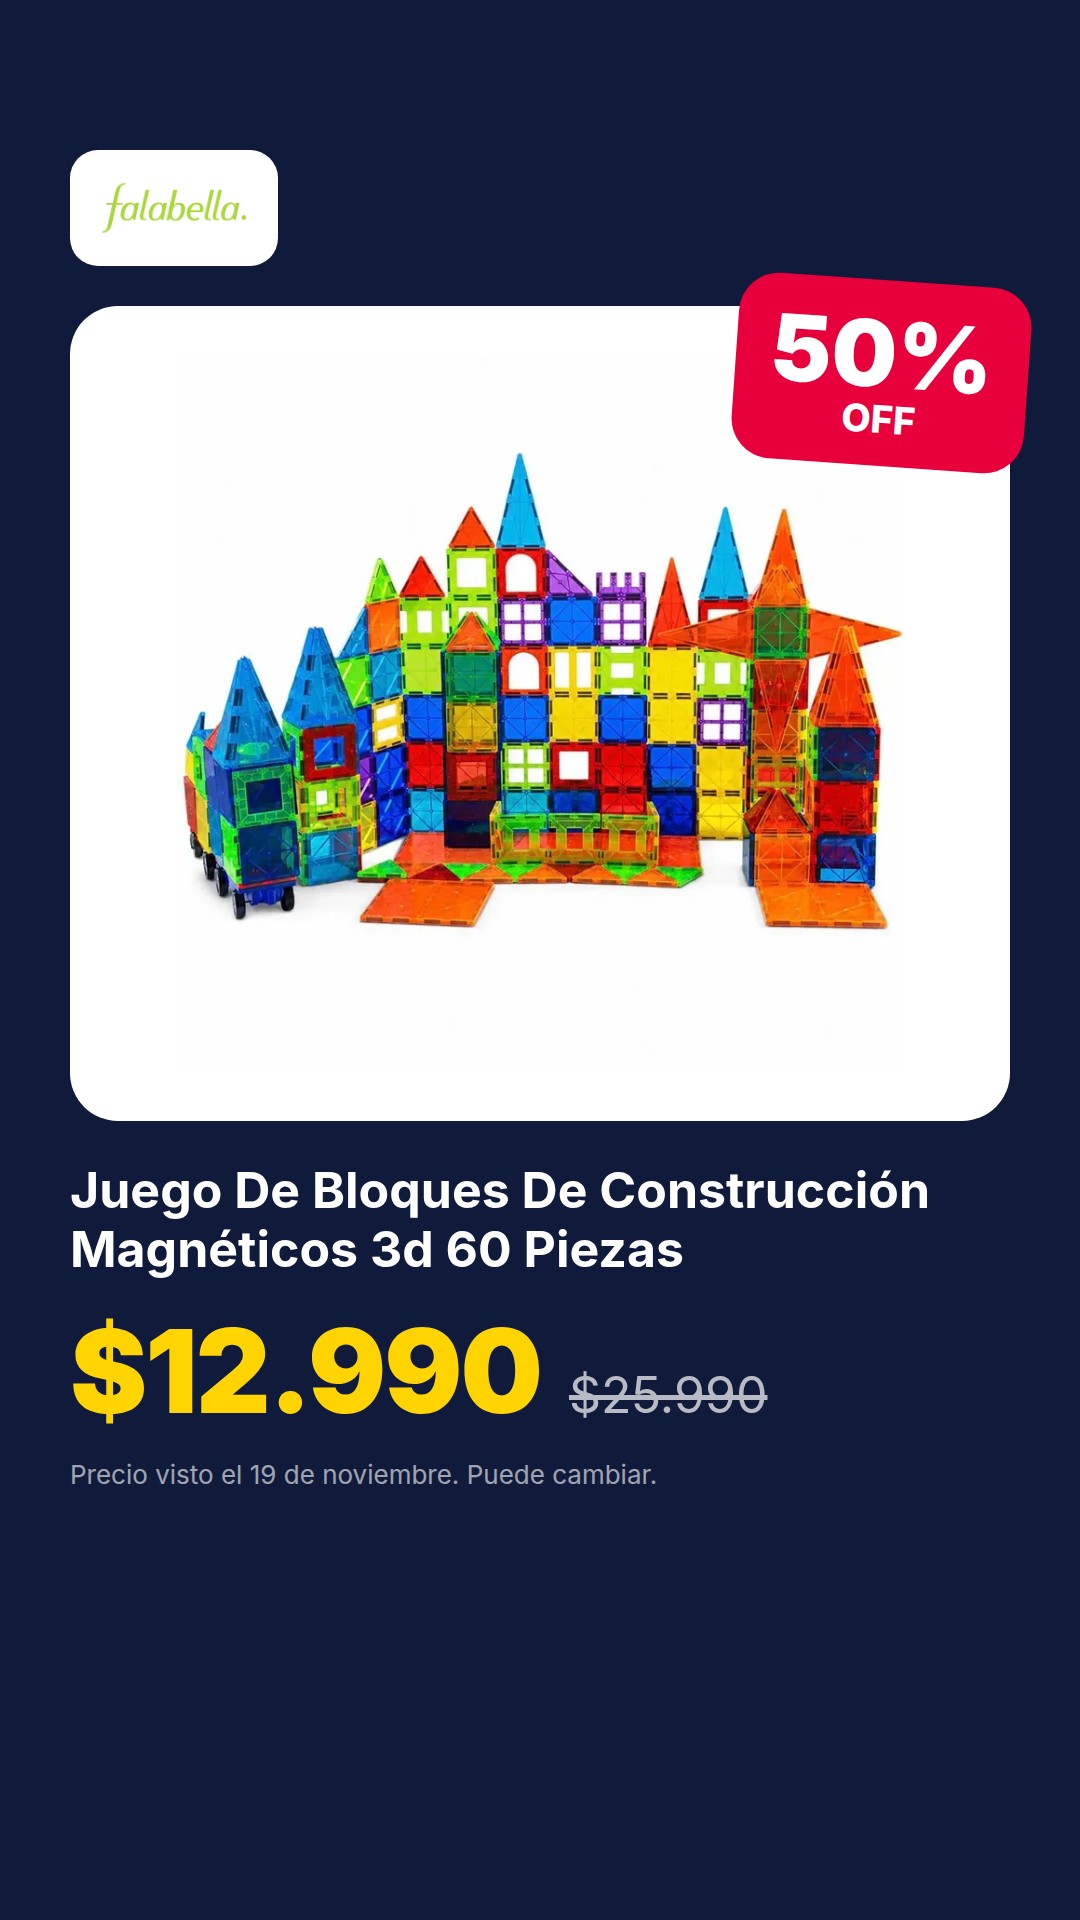 falabella.
50%
OFF
Juego De Bloques De Construcción
Magnéticos 3d 60 Piezas
$12.990 $25.990
Precio visto el 19 de noviembre. Puede cambiar.